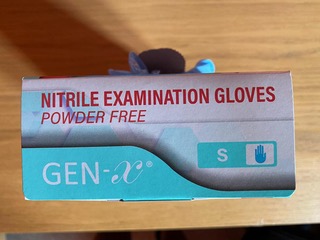 NITRILE EXAMINATION GLOVES
POWDER FREE
GEN-x®
S